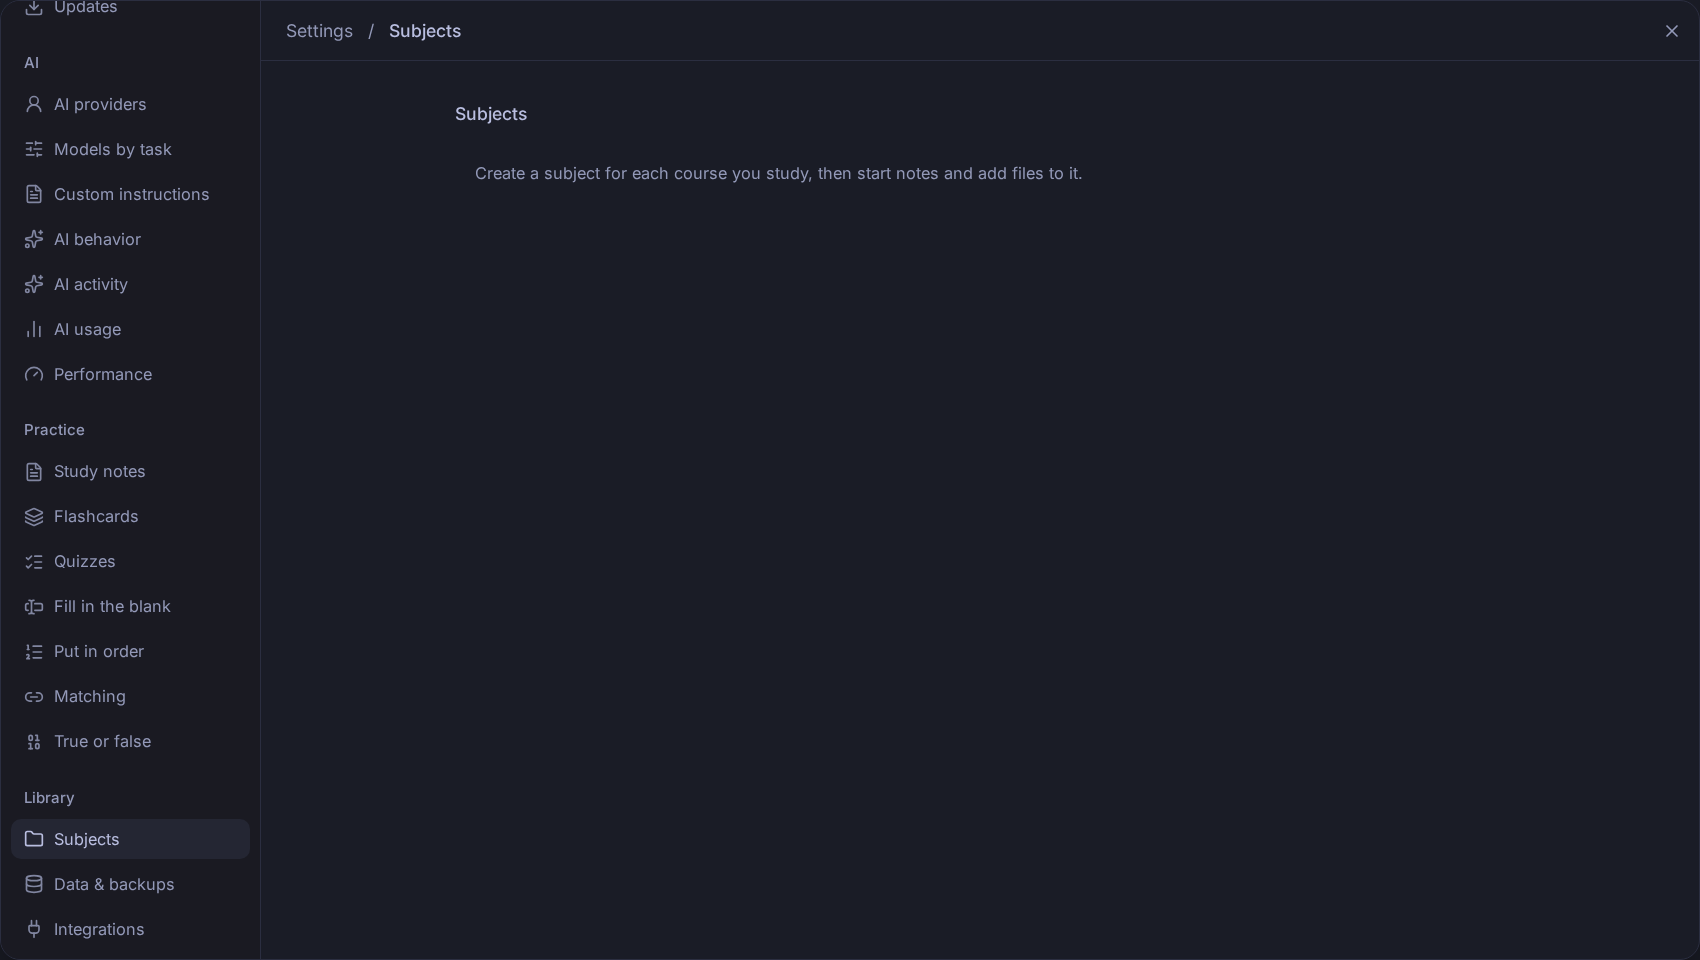 Updates
AI
AI providers
Models by task
Custom instructions
AI behavior
AI activity
AI usage
Performance
Practice
Study notes
Flashcards
Quizzes
Fill in the blank
Put in order
Matching
True or false
Library
Subjects
Data & backups
Integrations
Settings / Subjects
Subjects
Create a subject for each course you study, then start notes and add files to it.